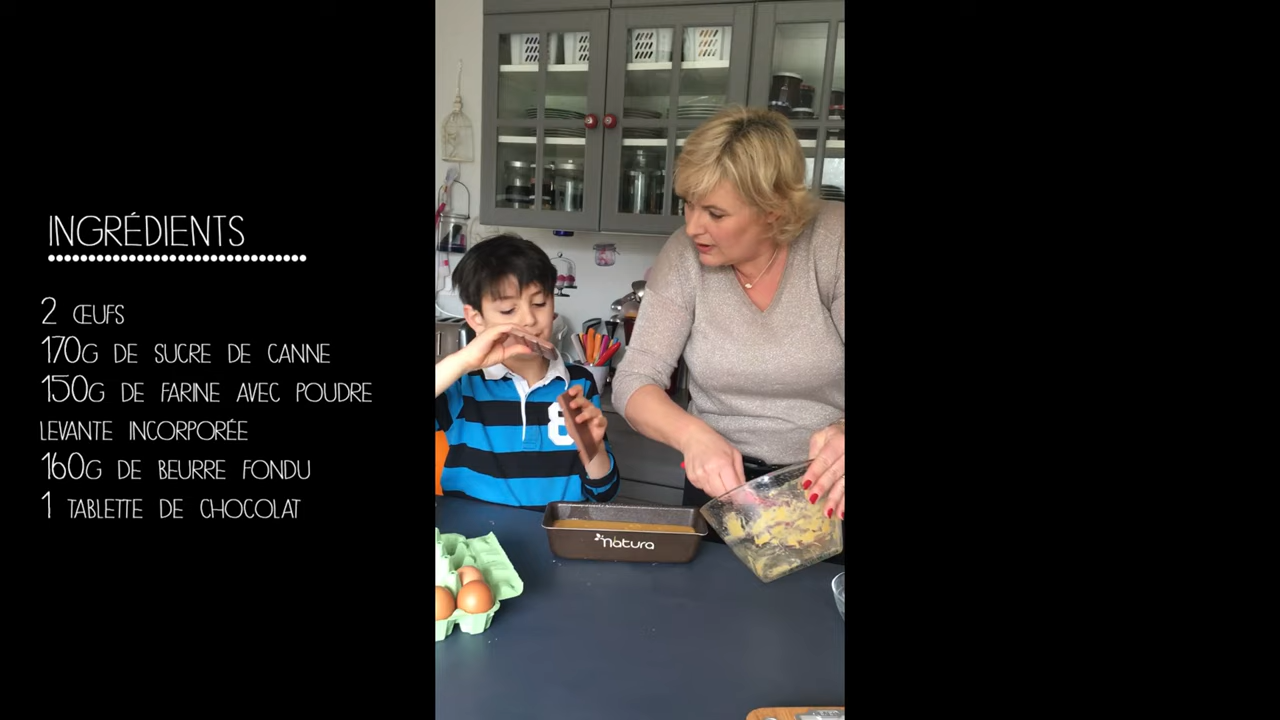 INGRÉDIENTS
2 ŒUFS
170G DE SUCRE DE CANNE
150G DE FARINE AVEC POUDRE
LEVANTE INCORPORÉE
160G DE BEURRE FONDU
1 TABLETTE DE CHOCOLAT
8
natura